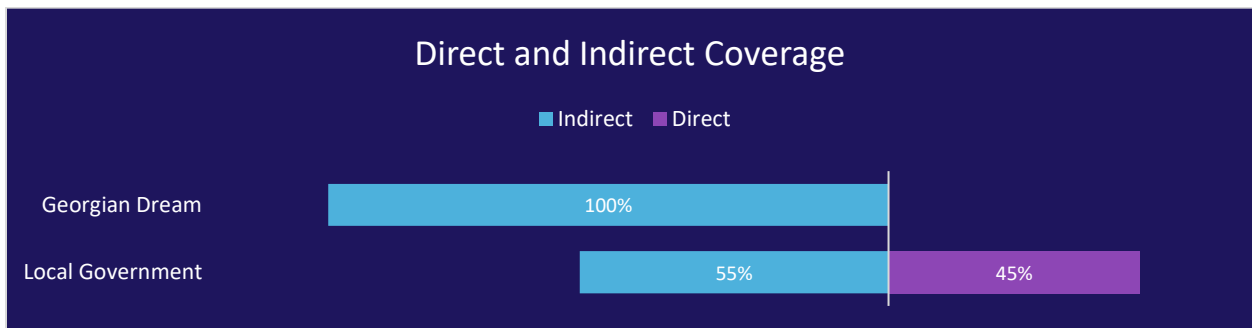 Direct and Indirect Coverage
Indirect Direct
Georgian Dream 100%
Local Government 55% 45%